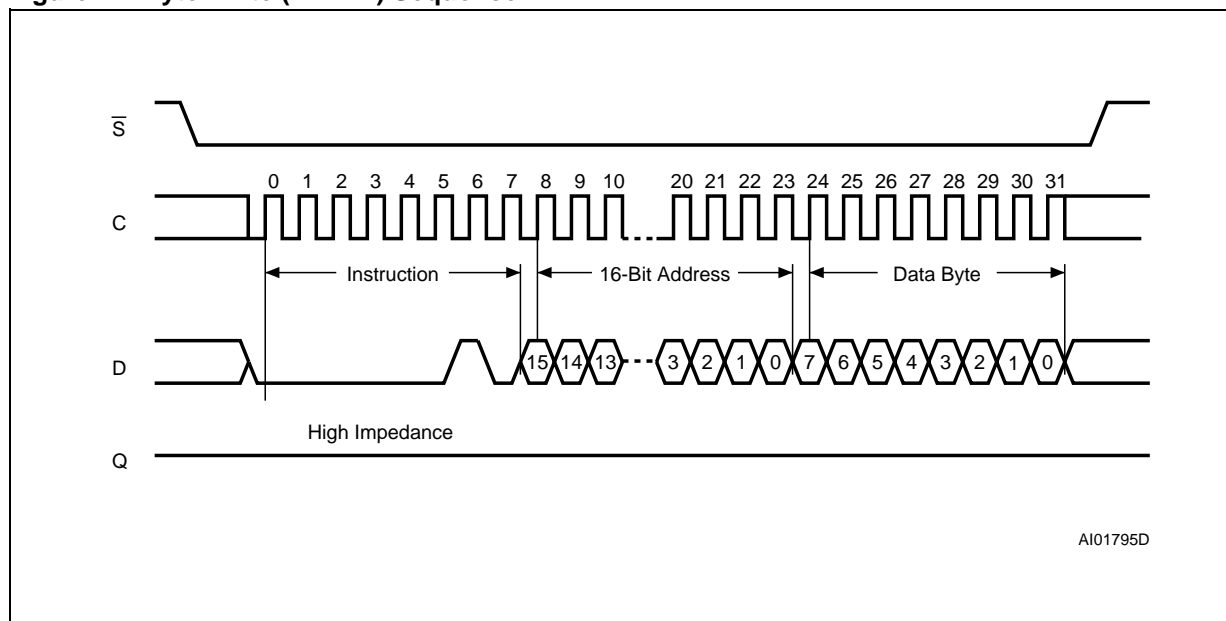 S
C
0 1 2 3 4 5 6 7 8 9 10 20 21 22 23 24 25 26 27 28 29 30 31
Instruction 16-Bit Address Data Byte
D
15 14 13 3 2 1 0 7 6 5 4 3 2 1 0
High Impedance
Q
AI01795D